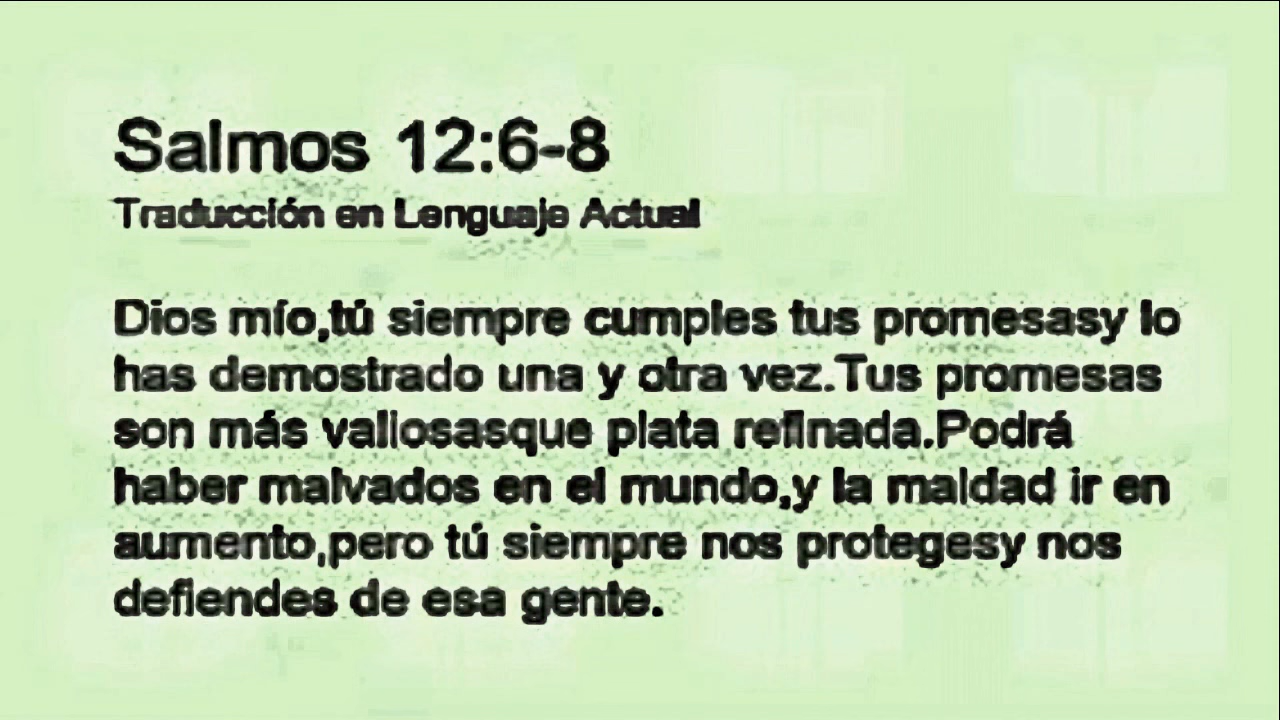 Salmos 12:6-8
Traducción en Lenguaje Actual
Dios mío,tú siempre cumples tus promesasy lo
has demostrado una y otra vez.Tus promesas
son más valiosasque plata refinada.Podrá
haber malvados en el mundo,y la maldad ir en
aumento,pero tú siempre nos protegesy nos
defiendes de esa gente.